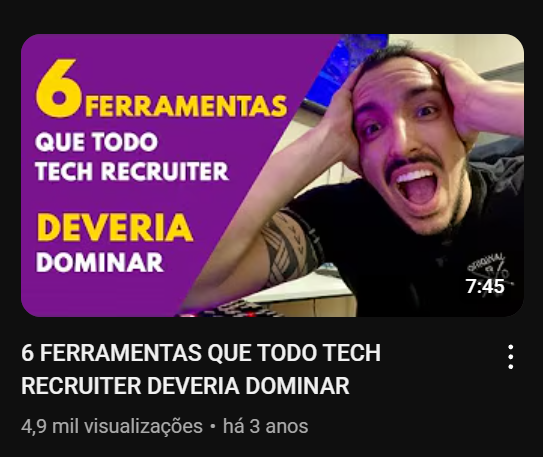 6 FERRAMENTAS
QUE TODO
TECH RECRUITER
DEVERIA
DOMINAR
ORIGINAL
7:45
6 FERRAMENTAS QUE TODO TECH
RECRUITER DEVERIA DOMINAR
4,9 mil visualizações • há 3 anos